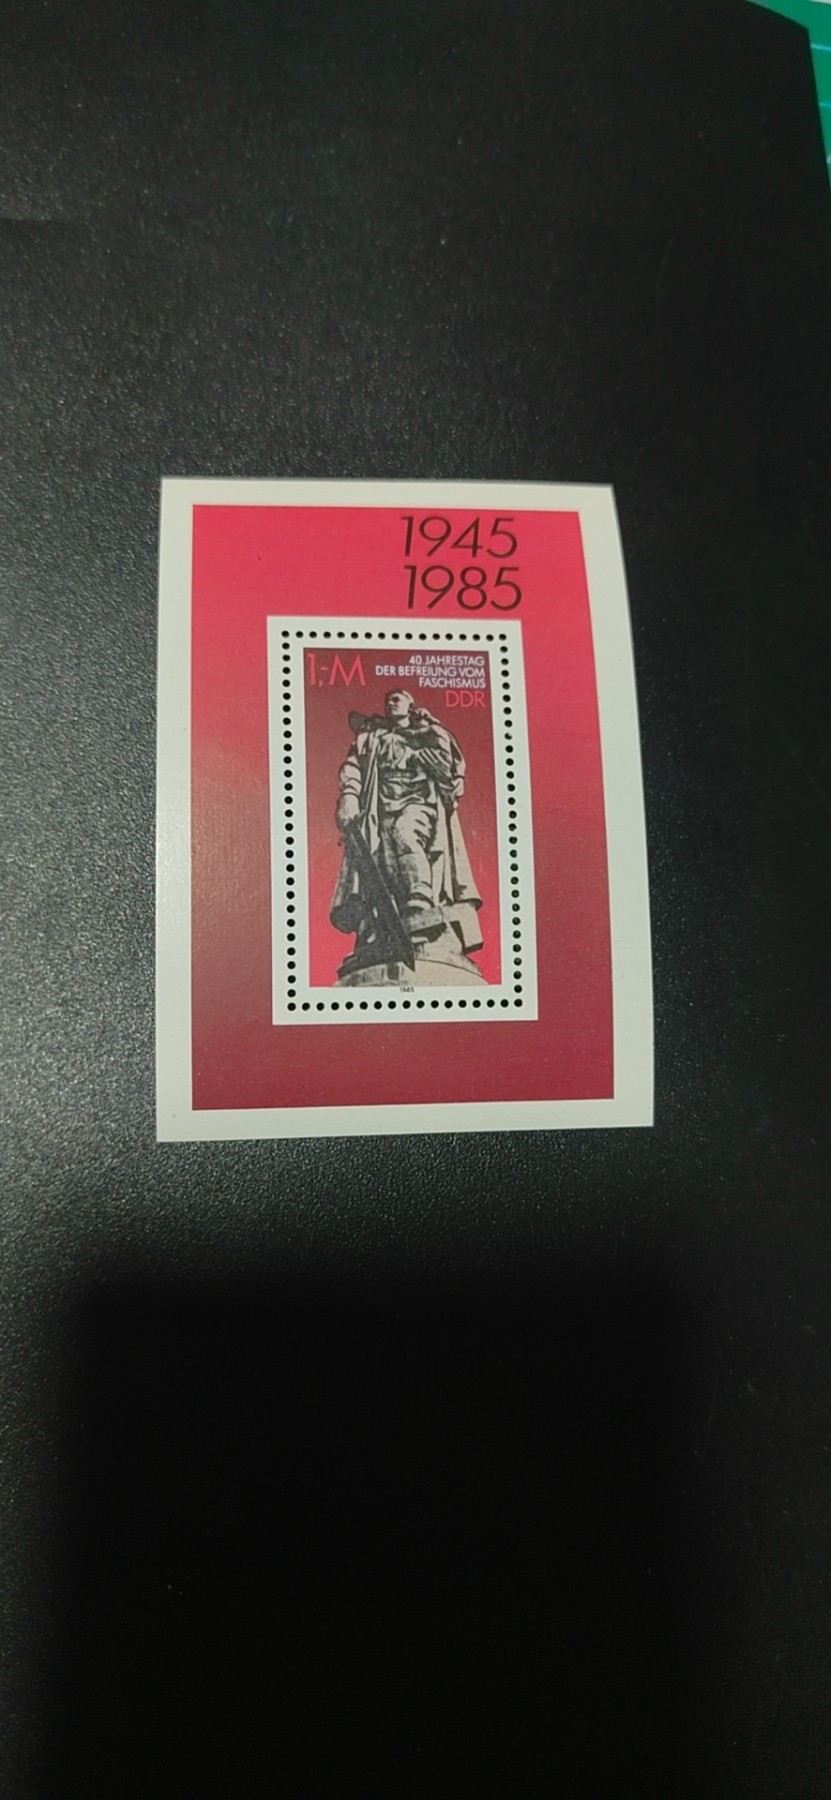 1945
1985
1,-M
40. JAHRESTAG
DER BEFREIUNG VOM
FASCHISMUS
DDR
1985